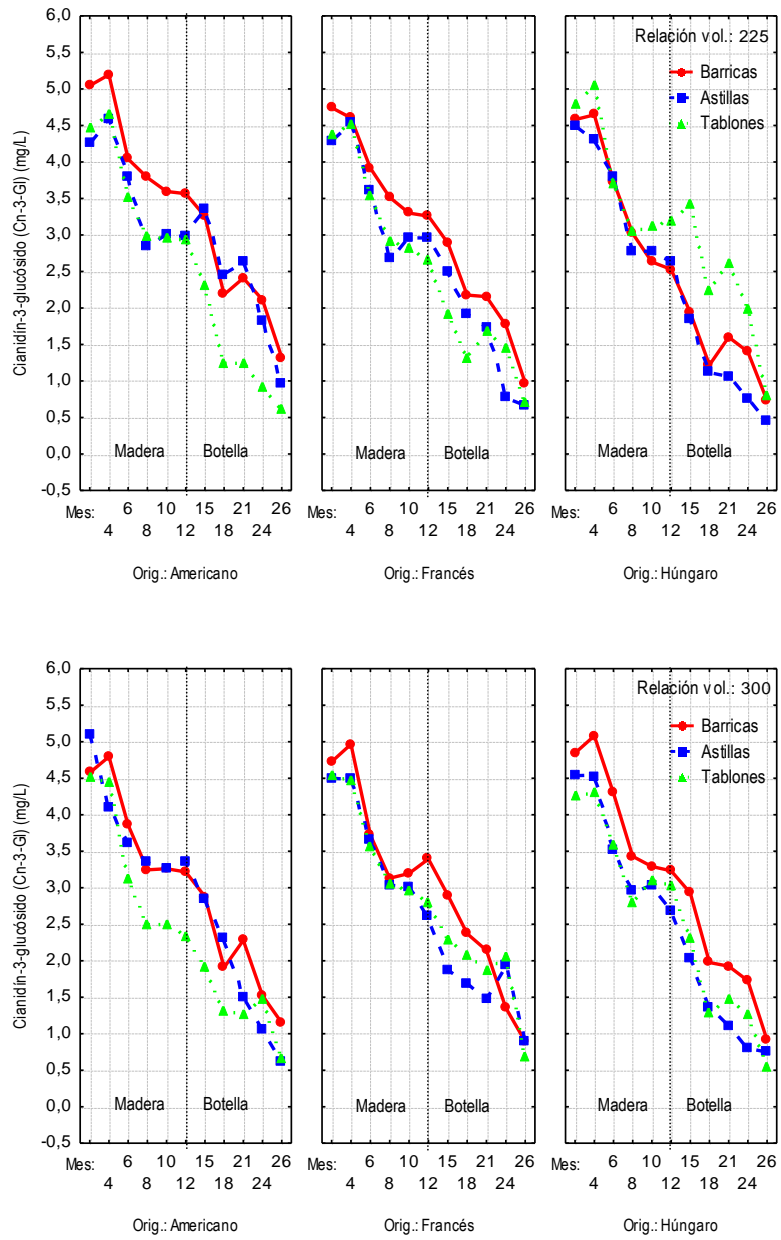 6,0
5,5
5,0
4,5
4,0
3,5
3,0
2,5
2,0
1,5
1,0
0,5
0,0
-0,5
Cianidin-3-glucósido (Cn-3-Gl) (mg/L)
Relación vol.: 225
Barricas
Astillas
Tablones
Madera Botella
Madera Botella
Madera Botella
Mes: 6 10 15 21 26
4 8 12 18 24
Mes: 6 10 15 21 26
4 8 12 18 24
Mes: 6 10 15 21 26
4 8 12 18 24
Orig.: Americano
Orig.: Francés
Orig.: Húngaro
6,0
5,5
5,0
4,5
4,0
3,5
3,0
2,5
2,0
1,5
1,0
0,5
0,0
-0,5
Cianidin-3-glucósido (Cn-3-Gl) (mg/L)
Relación vol.: 300
Barricas
Astillas
Tablones
Madera Botella
Madera Botella
Madera Botella
Mes: 6 10 15 21 26
4 8 12 18 24
Mes: 6 10 15 21 26
4 8 12 18 24
Mes: 6 10 15 21 26
4 8 12 18 24
Orig.: Americano
Orig.: Francés
Orig.: Húngaro